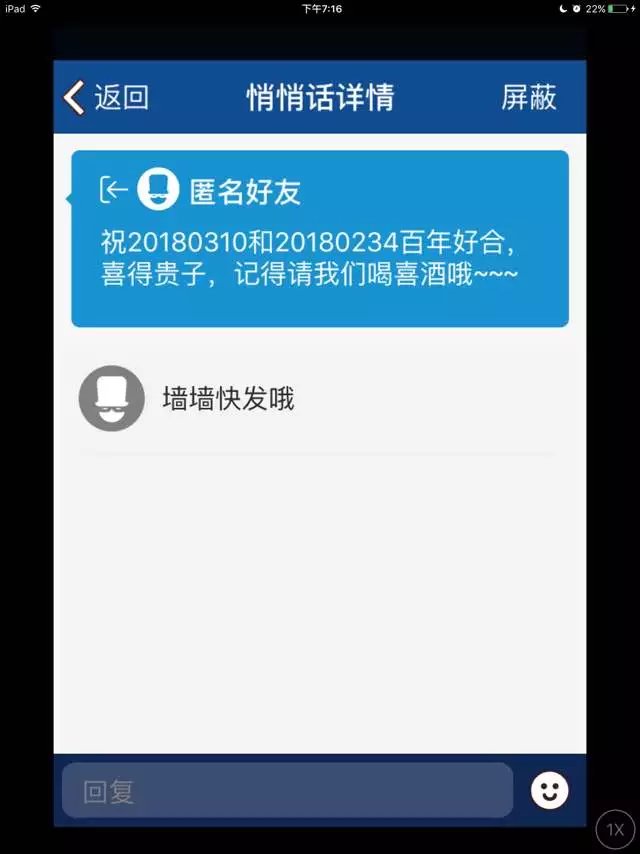 iPad 下午7:16 22%
返回 悄悄话详情 屏蔽
匿名好友
祝20180310和20180234百年好合，
喜得贵子，记得请我们喝喜酒哦~~~
墙墙快发哦
回复
1X